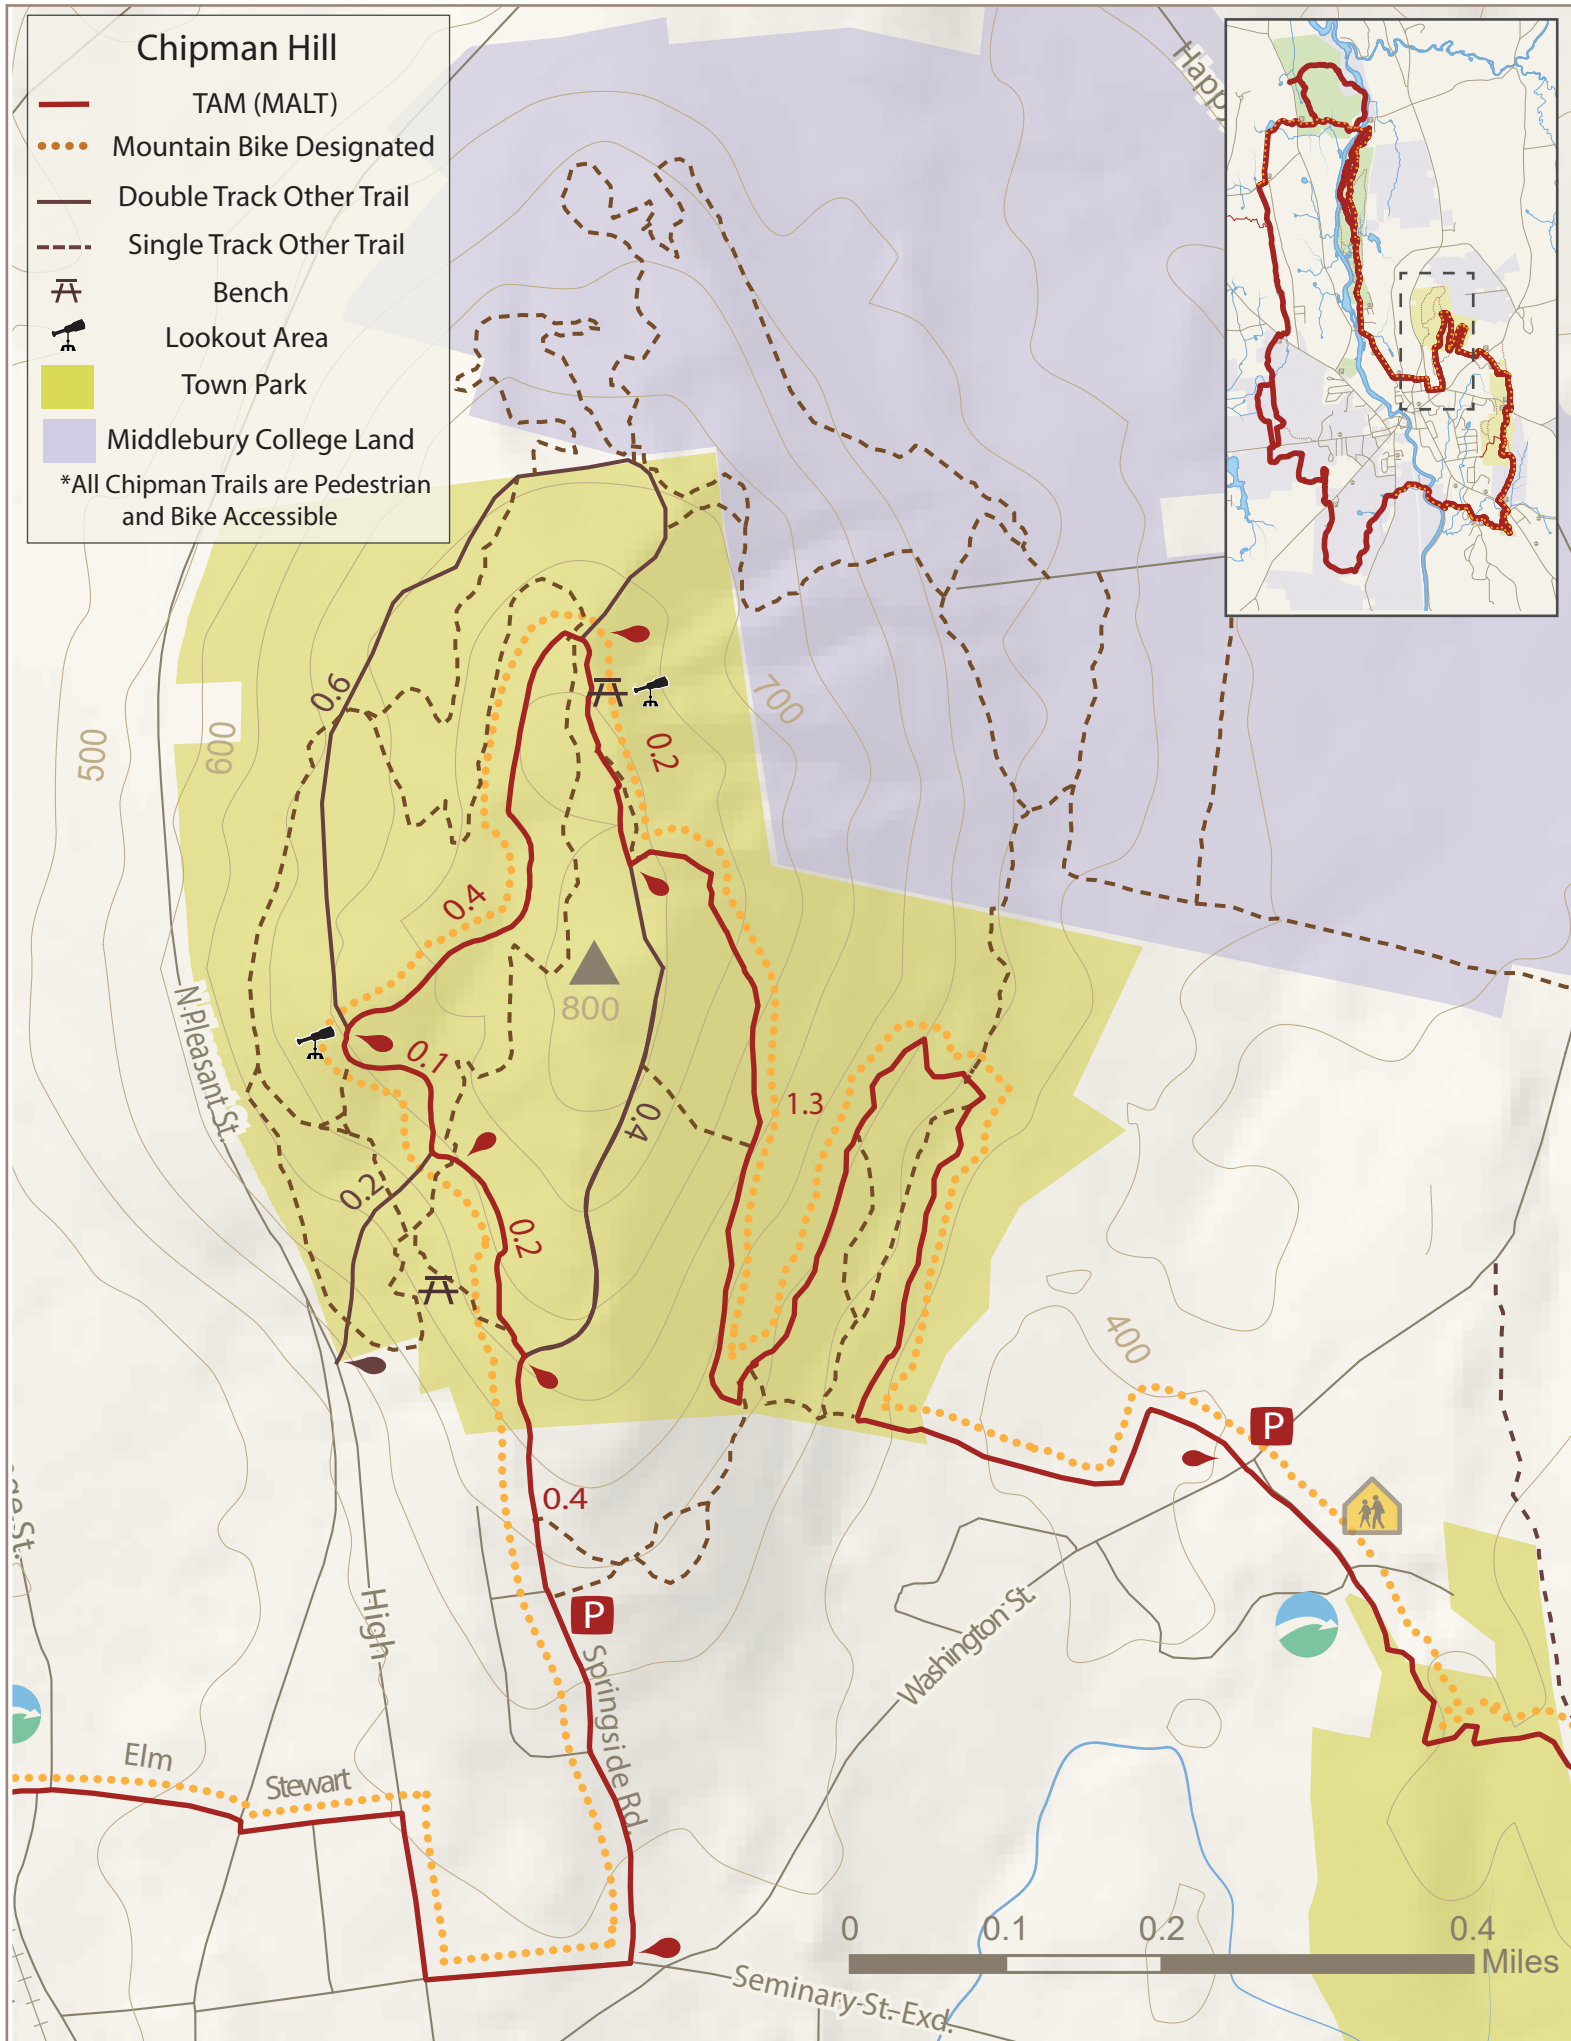 Chipman Hill
TAM (MALT)
Mountain Bike Designated
Double Track Other Trail
Single Track Other Trail
Bench
Lookout Area
Town Park
Middlebury College Land
*All Chipman Trails are Pedestrian
and Bike Accessible
0.6
0.2
700
500
600
0.4
800
0.1
0.4
1.3
N. Pleasant St.
0.2
0.2
400
P
0.4
P
High
Washington St.
Springside Rd.
Elm
Stewart
0
0.1
0.2
0.4
Miles
Seminary St. Exd.